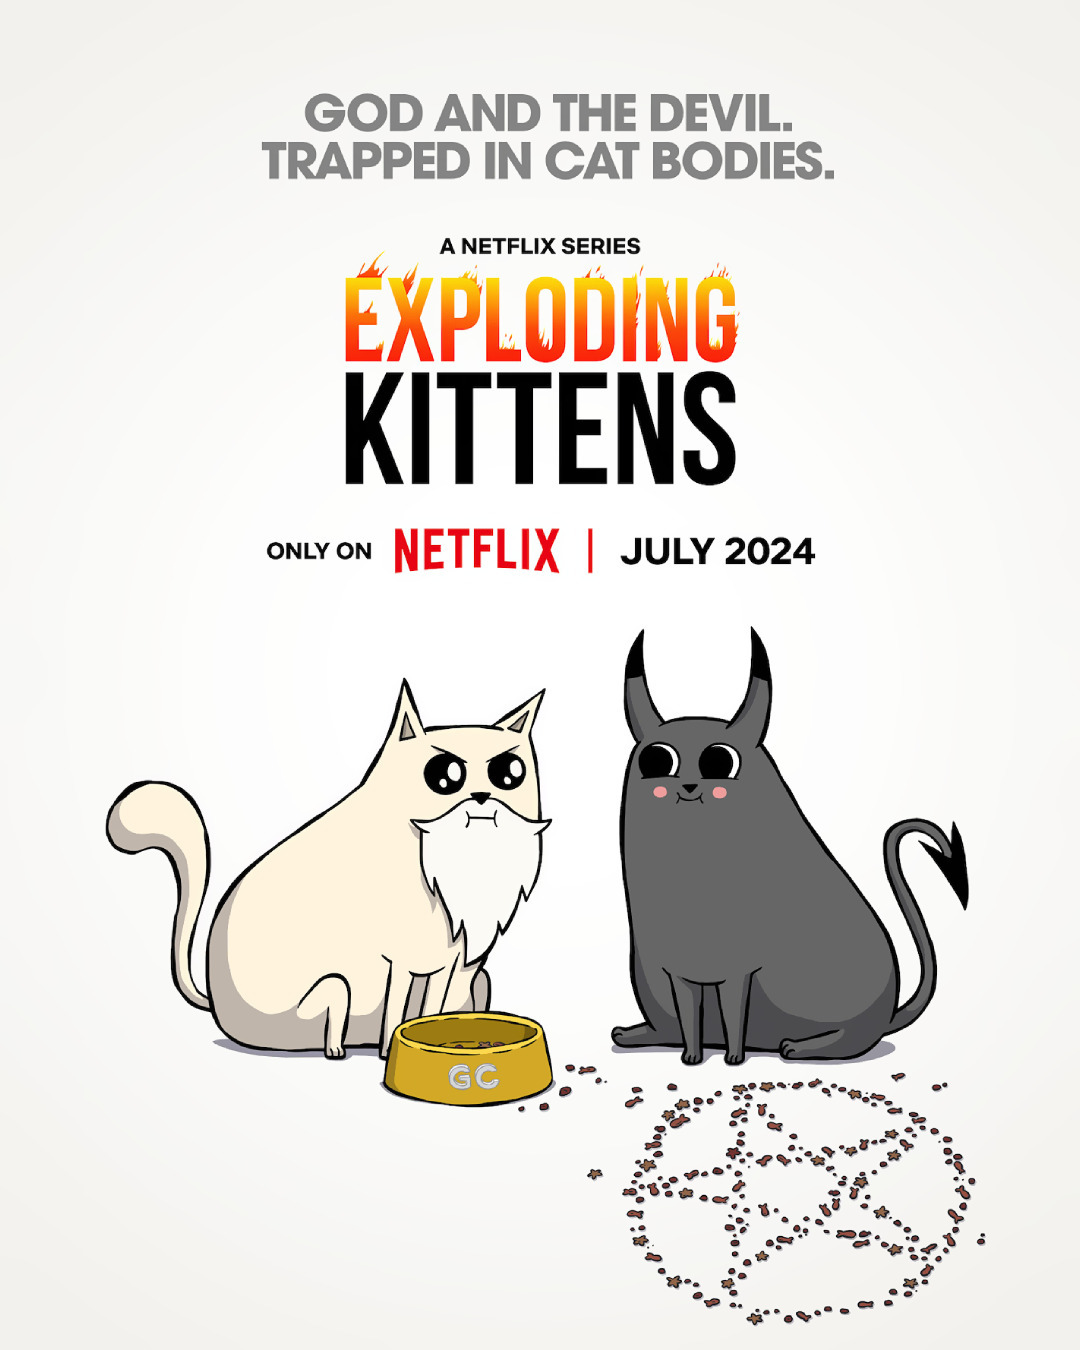 GOD AND THE DEVIL.
TRAPPED IN CAT BODIES.
A NETFLIX SERIES
EXPLODING
KITTENS
ONLY ON NETFLIX | JULY 2024
GC